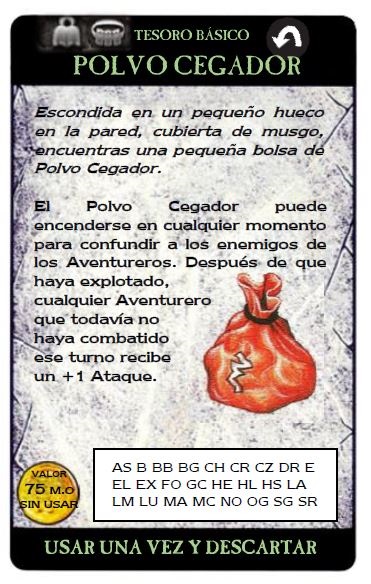 TESORO BÁSICO
POLVO CEGADOR
Escondida en un pequeño hueco
en la pared, cubierta de musgo,
encuentras una pequeña bolsa de
Polvo Cegador.
El Polvo Cegador puede
encenderse en cualquier momento
para confundir a los enemigos de
los Aventureros. Después de que
haya explotado,
cualquier Aventurero
que todavía no
haya combatido
ese turno recibe
un +1 Ataque.
VALOR
75 M.O
SIN USAR
AS B BB BG CH CR CZ DR E
EL EX FO GC HE HL HS LA
LM LU MA MC NO OG SG SR
USAR UNA VEZ Y DESCARTAR